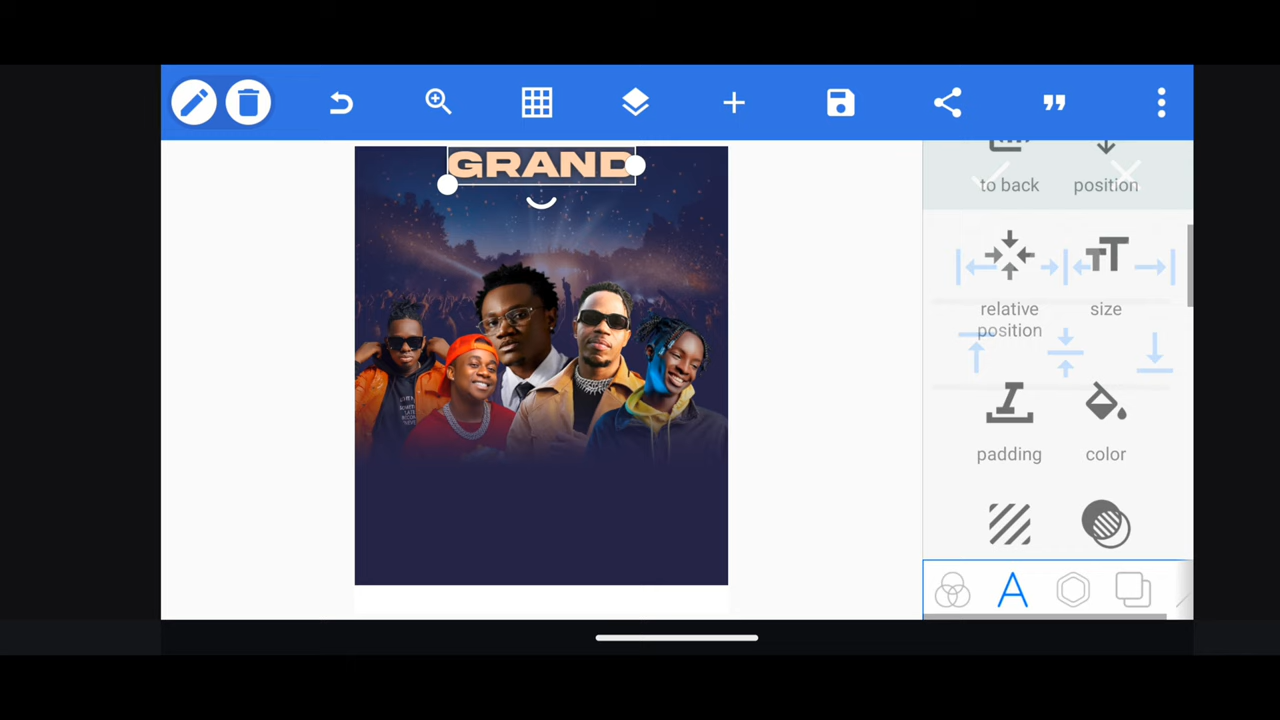 GRAND
to back
position
relative
position
size
padding
color